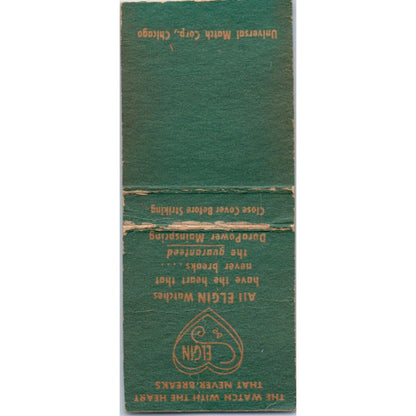 THE WATCH WITH THE HEART
THAT NEVER BREAKS
ELGIN
All ELGIN Watches
have the heart that
never breaks....
the guaranteed
DuraPower Mainspring
Close Cover Before Striking
Universal Match Corp., Chicago